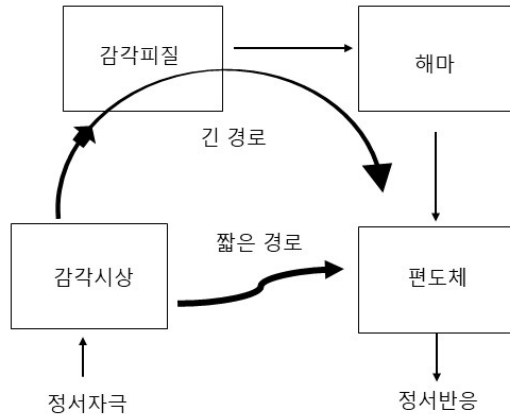 감각피질
해마
긴 경로
짧은 경로
감각시상
편도체
정서자극
정서반응